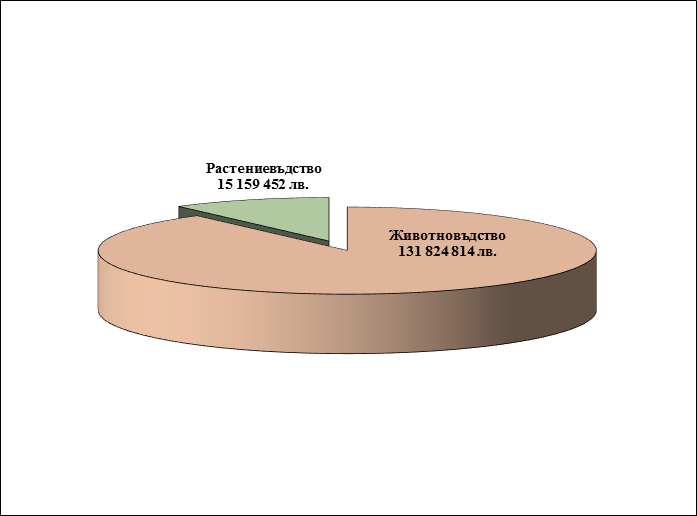 Растениевъдство
15 159 452 лв.
Животновъдство
131 824 814 лв.